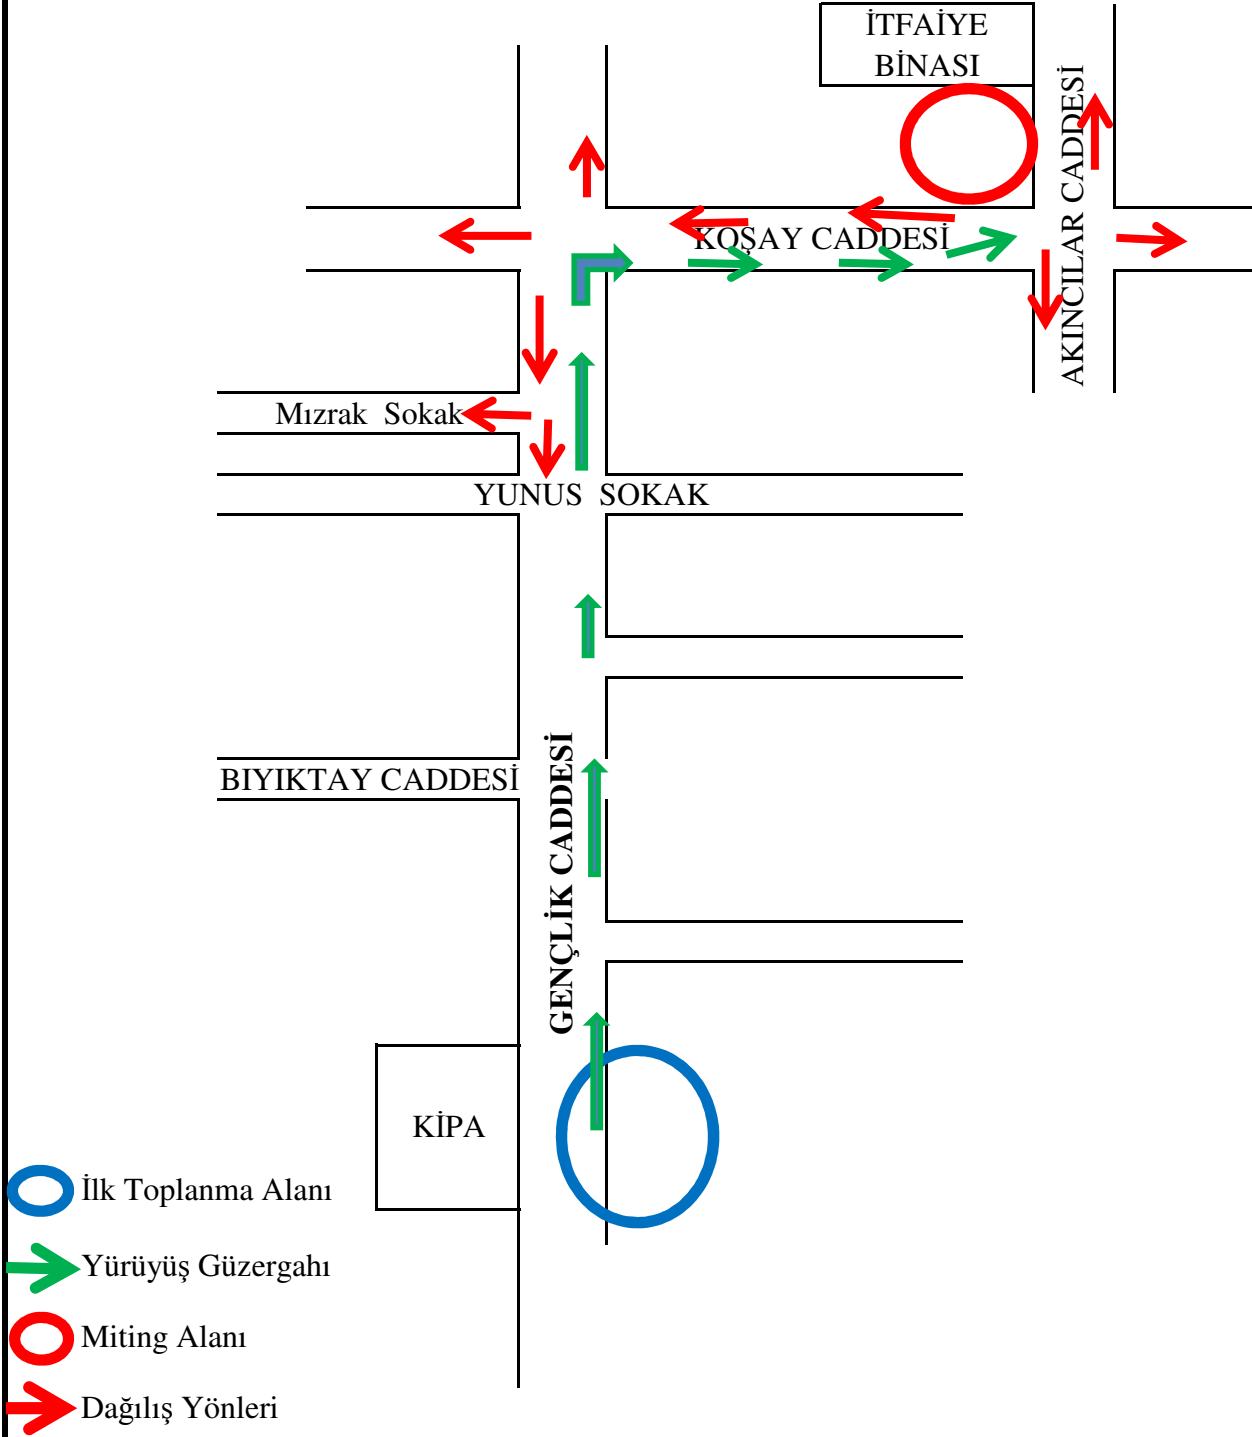 İTFAİYE
BİNASI
AKINCILAR CADDESİ
KOŞAY CADDESİ
Mızrak Sokak
YUNUS SOKAK
BIYIKTAY CADDESİ
GENÇLİK CADDESİ
KİPA
İlk Toplanma Alanı
Yürüyüş Güzergahı
Miting Alanı
Dağılış Yönleri